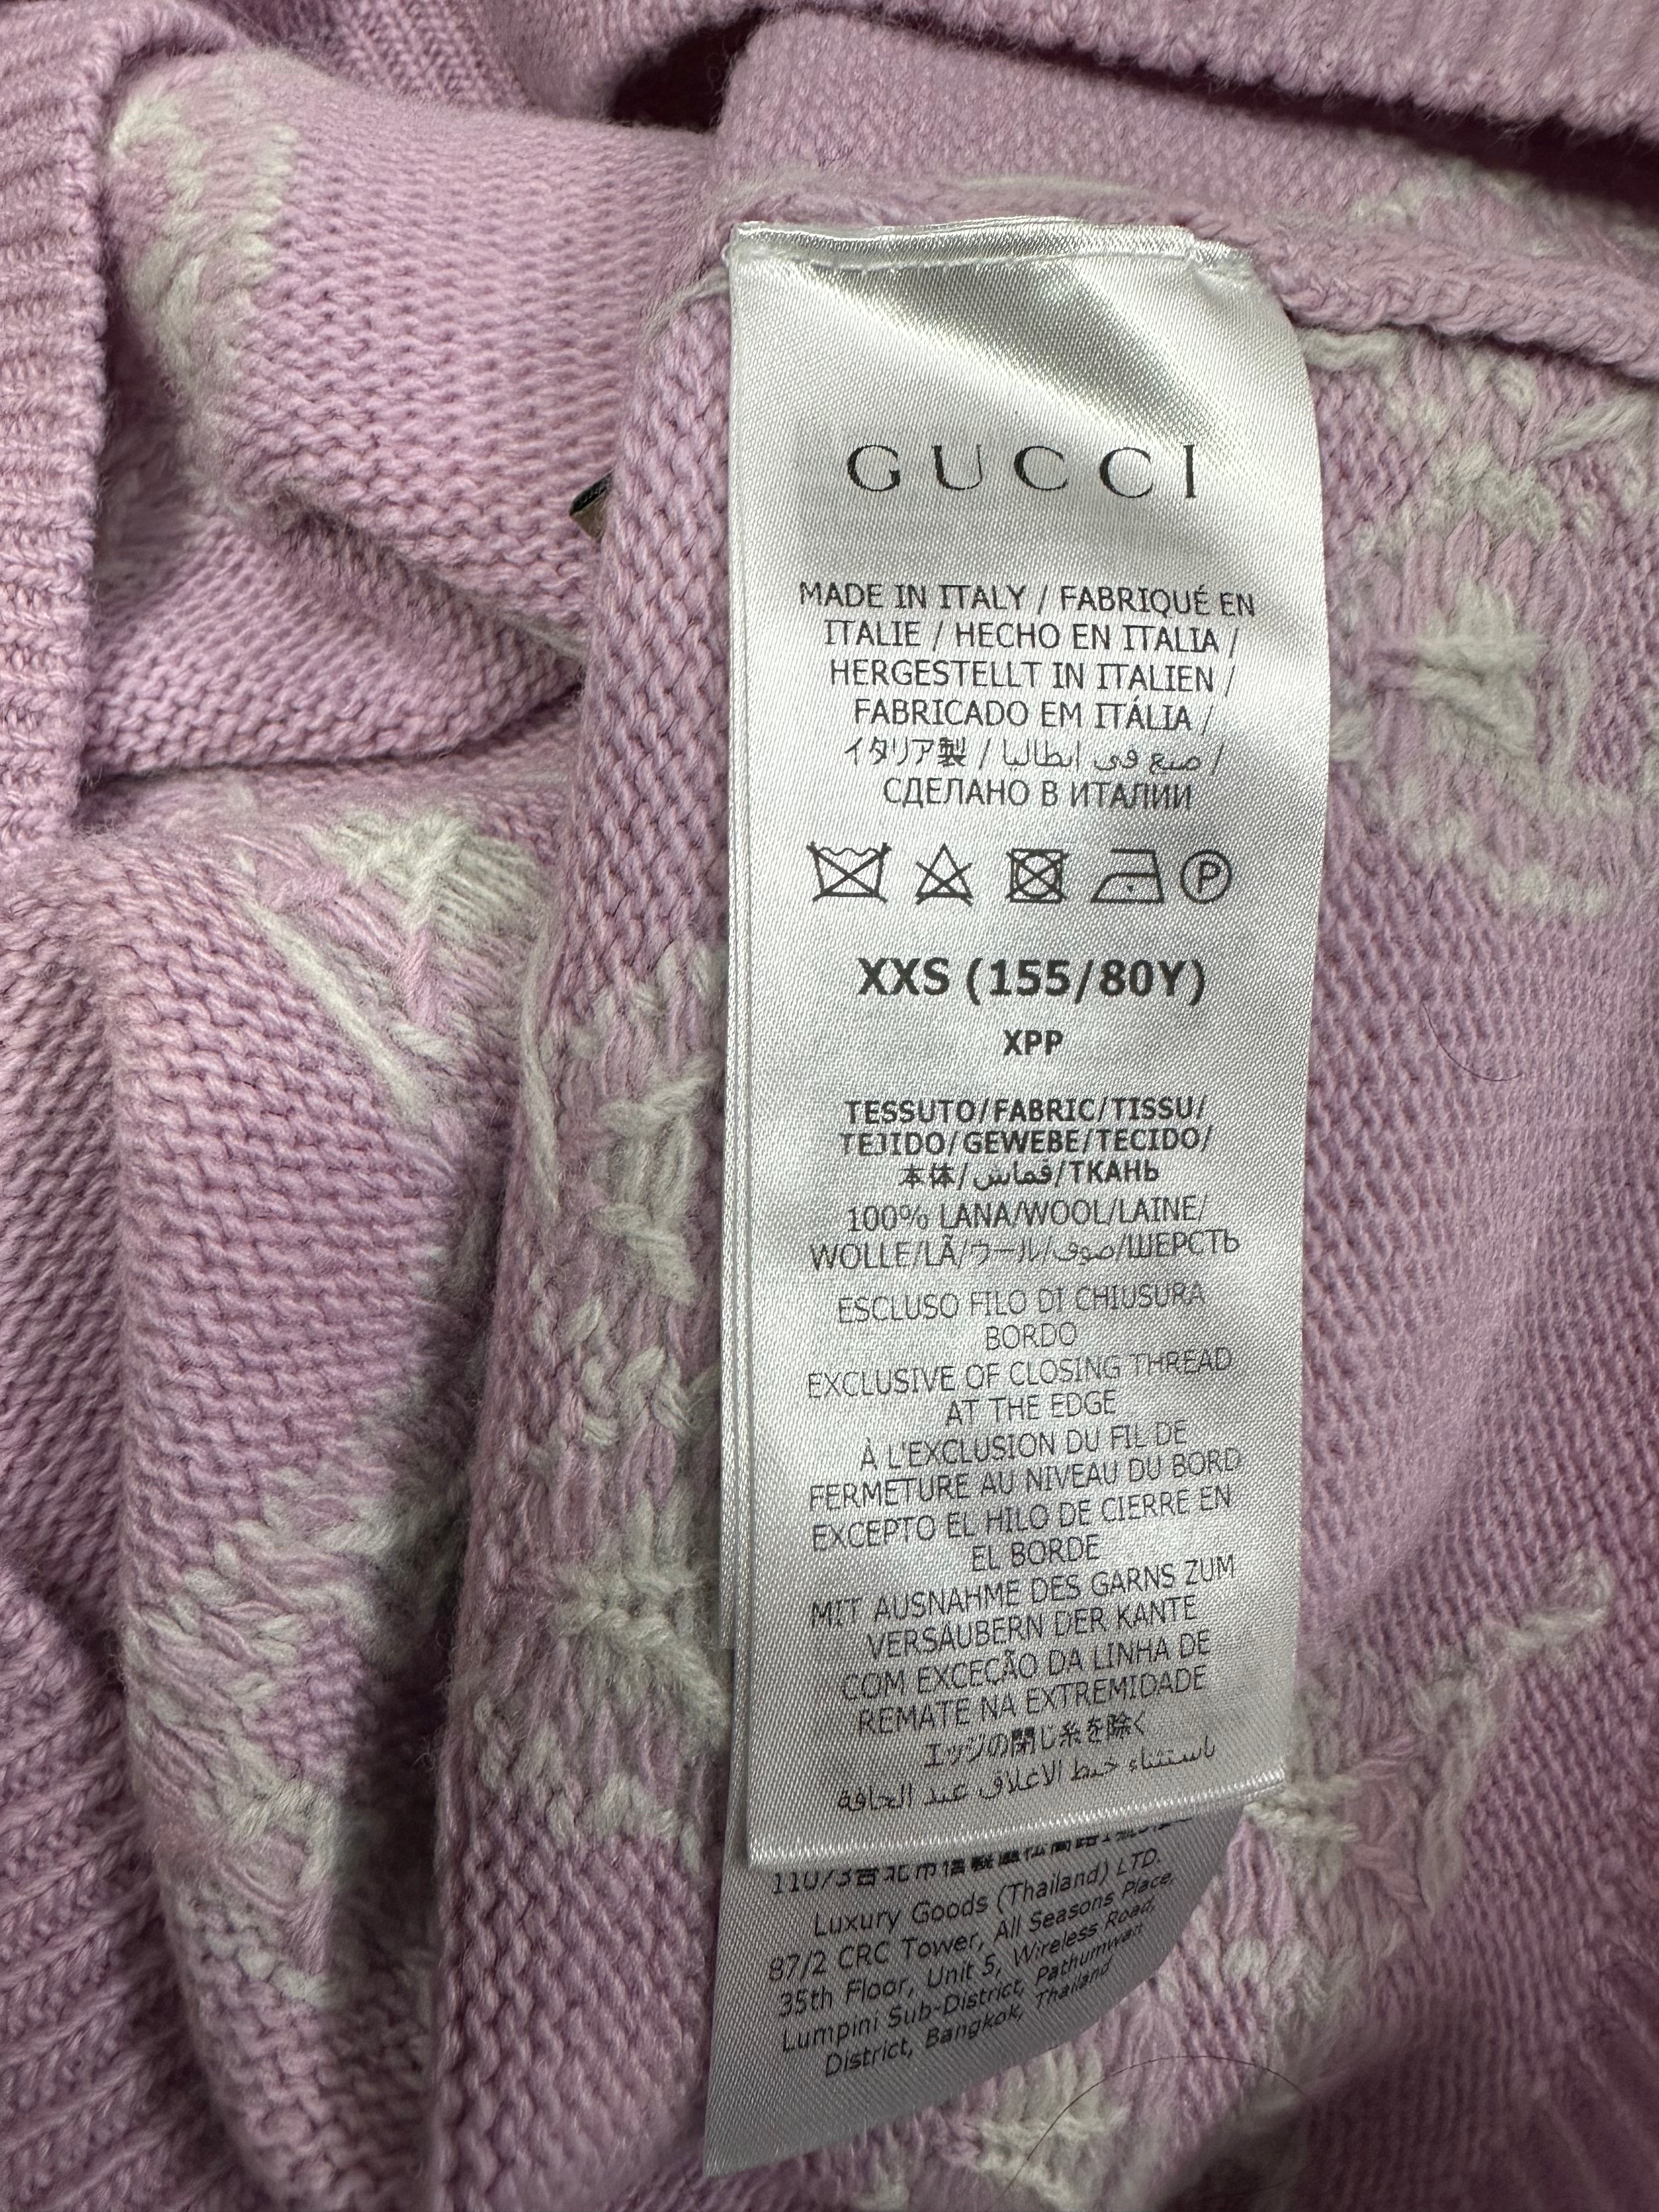 GUCCI
MADE IN ITALY / FABRIQUÉ EN
ITALIE / HECHO EN ITALIA /
HERGESTELLT IN ITALIEN /
FABRICADO EM ITÁLIA /
イタリア製 / صنع في ايطاليا /
СДЕЛАНО В ИТАЛИИ
P
XXS (155/80Y)
XPP
TESSUTO/FABRIC/TISSU/
TEJIDO/GEWEBE/TECIDO/
本体/قماش/ТКАНЬ
100% LANA/WOOL/LAINE/
WOLLE/LÃ/ウール/صوف/ШЕРСТЬ
ESCLUSO FILO DI CHIUSURA
BORDO
EXCLUSIVE OF CLOSING THREAD
AT THE EDGE
À L'EXCLUSION DU FIL DE
FERMETURE AU NIVEAU DU BORD
EXCEPTO EL HILO DE CIERRE EN
EL BORDE
MIT AUSNAHME DES GARNS ZUM
VERSÄUBERN DER KANTE
COM EXCEÇÃO DA LINHA DE
REMATE NA EXTREMIDADE
エッジの閉じ糸を除く
باستثناء خيط الاغلاق عند الحافة
Luxury Goods (Thailand) LTD.
87/2 CRC Tower, All Seasons Place,
35th Floor, Unit 5, Wireless Road,
Lumpini Sub-District, Pathumwan
District, Bangkok, Thailand